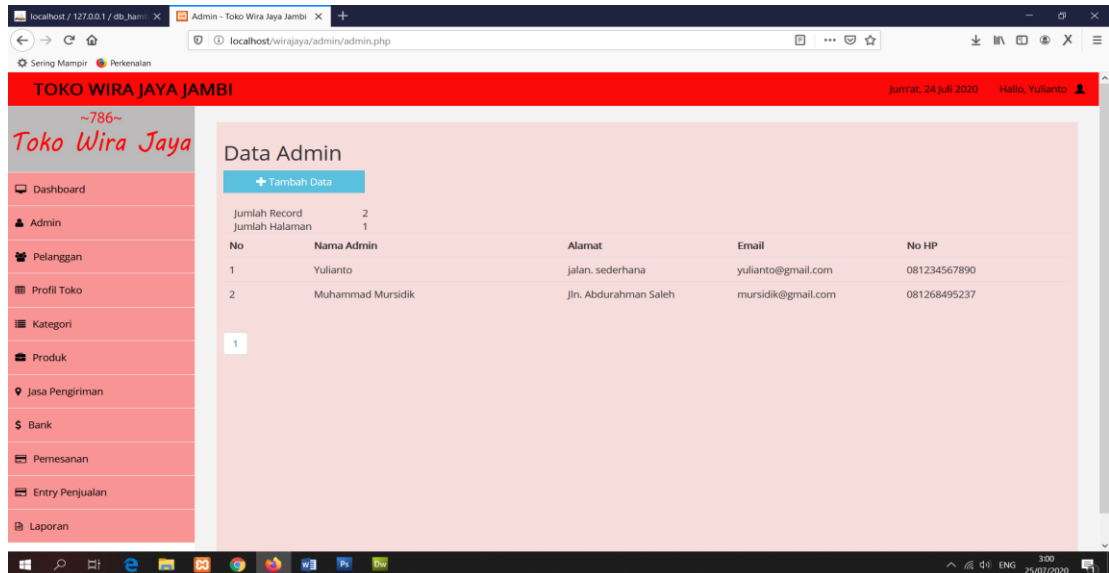 localhost / 127.0.0.1 / db_ham
Admin - Toko Wira Jaya Jambi
localhost/wirajaya/admin/admin.php
Sering Mampir Perkenalan
TOKO WIRA JAYA JAMBI
Jum'at, 24 Juli 2020 Hallo, Yulianto
~786~
Toko Wira Jaya
Dashboard
Admin
Pelanggan
Profil Toko
Kategori
Produk
Jasa Pengiriman
$ Bank
Pemesanan
Entry Penjualan
Laporan
Data Admin
+ Tambah Data
Jumlah Record 2
Jumlah Halaman 1
No Nama Admin Alamat Email No HP
1 Yulianto jalan. sederhana yulianto@gmail.com 081234567890
2 Muhammad Mursidik Jln. Abdurahman Saleh mursidik@gmail.com 081268495237
1
W Ps Dw
ENG
3:00
25/07/2020